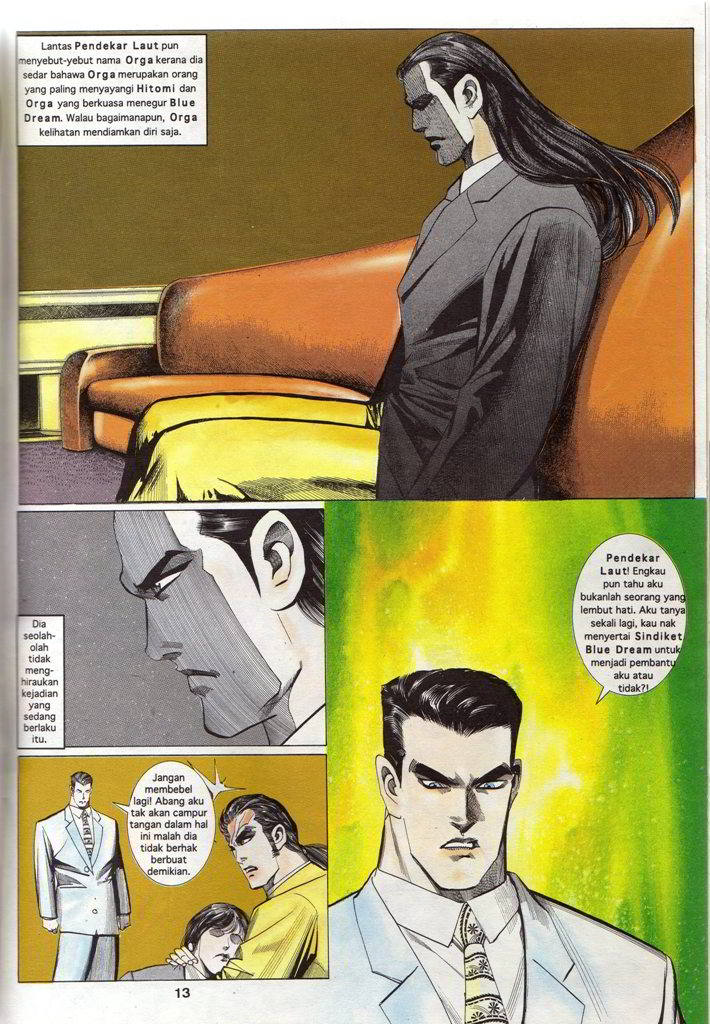 Lantas Pendekar Laut pun
menyebut-yebut nama Orga kerana dia
sedar bahawa Orga merupakan orang
yang paling menyayangi Hitomi dan
Orga yang berkuasa menegur Blue
Dream. Walau bagaimanapun, Orga
kelihatan mendiamkan diri saja.
Dia
seolah-
olah
tidak
meng-
hiraukan
kejadian
yang
sedang
berlaku
itu.
Pendekar
Laut! Engkau
pun tahu aku
bukanlah seorang yang
lembut hati. Aku tanya
sekali lagi, kau nak
menyertai Sindiket
Blue Dream untuk
menjadi pembantu
aku atau
tidak?!
Jangan
membebel
lagi! Abang aku
tak akan campur
tangan dalam hal
ini malah dia
tidak berhak
berbuat
demikian.
13